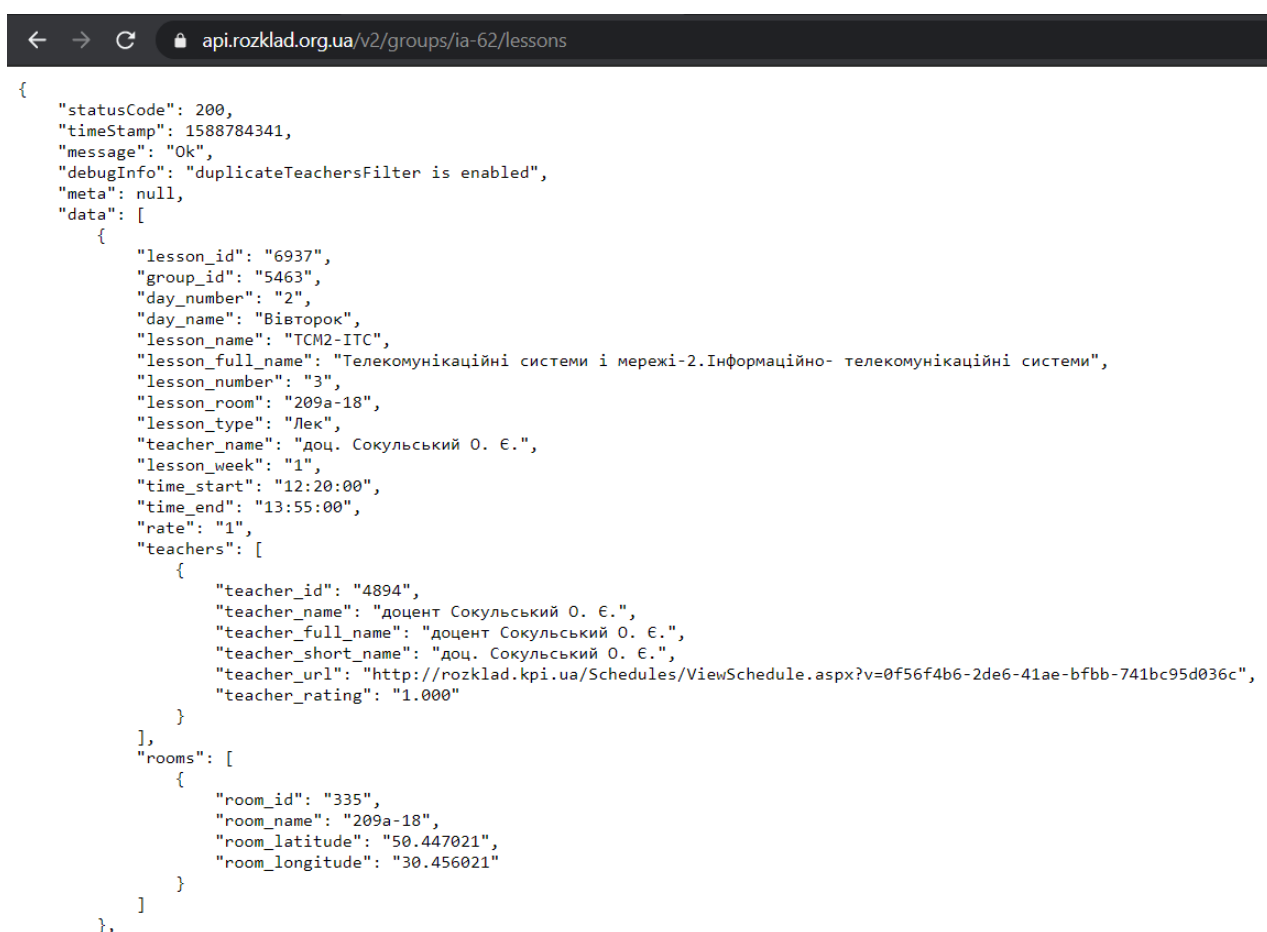 api.rozklad.org.ua/v2/groups/ia-62/lessons
{
    "statusCode": 200,
    "timeStamp": 1588784341,
    "message": "Ok",
    "debugInfo": "duplicateTeachersFilter is enabled",
    "meta": null,
    "data": [
        {
            "lesson_id": "6937",
            "group_id": "5463",
            "day_number": "2",
            "day_name": "Вівторок",
            "lesson_name": "ТСМ2-ІТС",
            "lesson_full_name": "Телекомунікаційні системи і мережі-2.Інформаційно- телекомунікаційні системи",
            "lesson_number": "3",
            "lesson_room": "209а-18",
            "lesson_type": "Лек",
            "teacher_name": "доц. Сокульський О. Є.",
            "lesson_week": "1",
            "time_start": "12:20:00",
            "time_end": "13:55:00",
            "rate": "1",
            "teachers": [
                {
                    "teacher_id": "4894",
                    "teacher_name": "доцент Сокульський О. Є.",
                    "teacher_full_name": "доцент Сокульський О. Є.",
                    "teacher_short_name": "доц. Сокульський О. Є.",
                    "teacher_url": "http://rozklad.kpi.ua/Schedules/ViewSchedule.aspx?v=0f56f4b6-2de6-41ae-bfbb-741bc95d036c",
                    "teacher_rating": "1.000"
                }
            ],
            "rooms": [
                {
                    "room_id": "335",
                    "room_name": "209а-18",
                    "room_latitude": "50.447021",
                    "room_longitude": "30.456021"
                }
            ]
        },